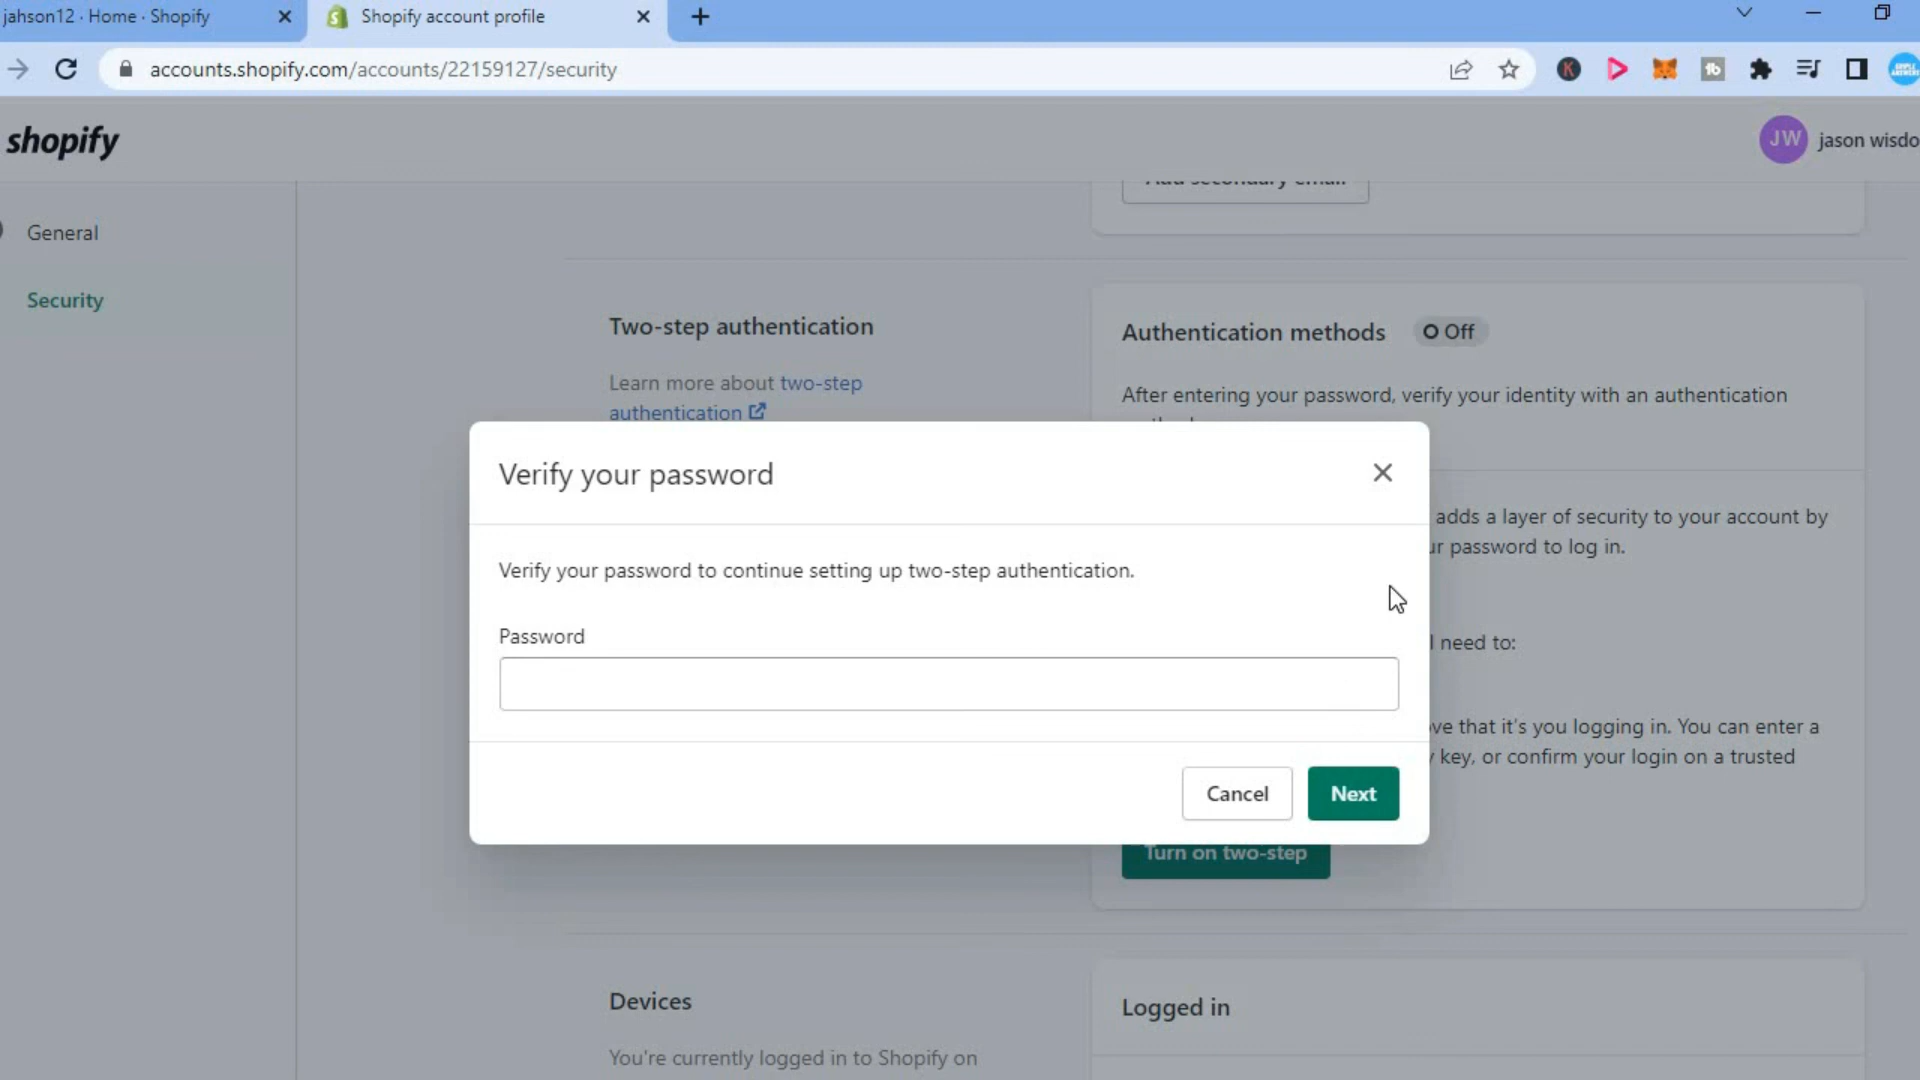 jahson12 · Home · Shopify
Shopify account profile
accounts.shopify.com/accounts/22159127/security
shopify
JW jason wisdo
General
Security
Add secondary email
Two-step authentication
Learn more about two-step
authentication
Authentication methods
Off
After entering your password, verify your identity with an authentication
Verify your password
Verify your password to continue setting up two-step authentication.
Password
Cancel
Next
adds a layer of security to your account by
password to log in.
need to:
that it's you logging in. You can enter a
key, or confirm your login on a trusted
Turn on two-step
Devices
You're currently logged in to Shopify on
Logged in